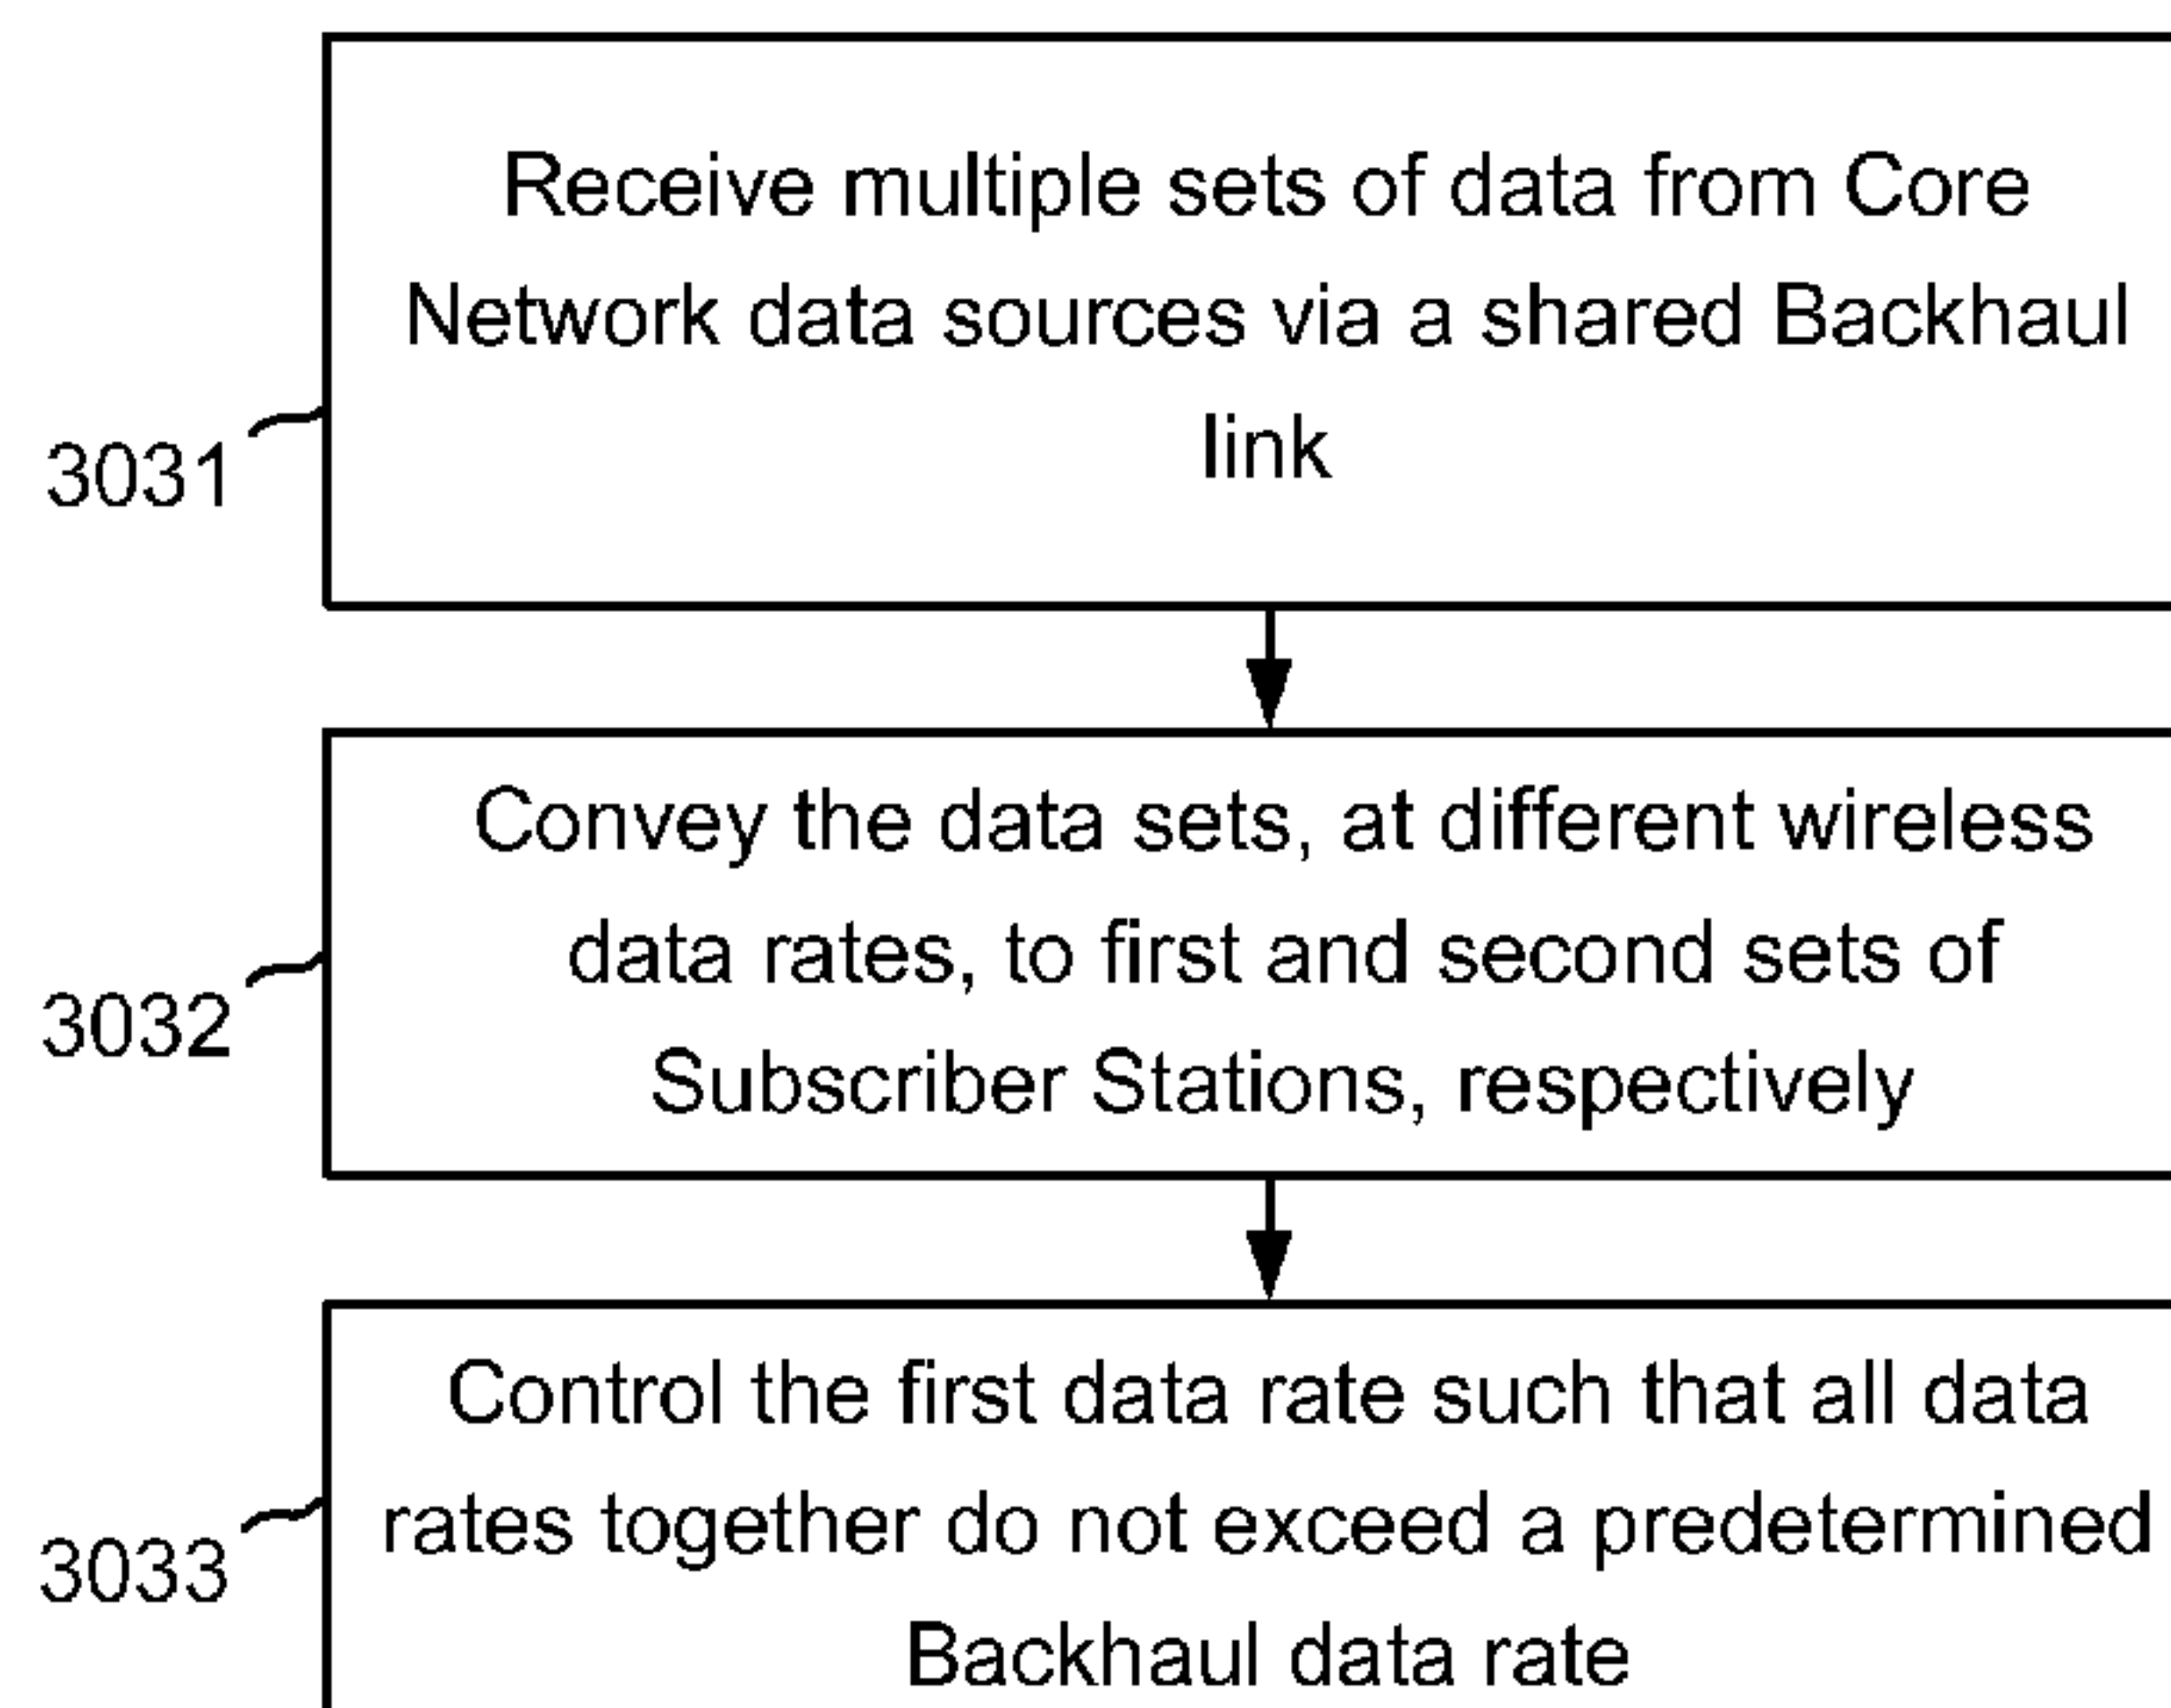 Receive multiple sets of data from Core
Network data sources via a shared Backhaul
link
3031
Convey the data sets, at different wireless
data rates, to first and second sets of
Subscriber Stations, respectively
3032
Control the first data rate such that all data
rates together do not exceed a predetermined
Backhaul data rate
3033